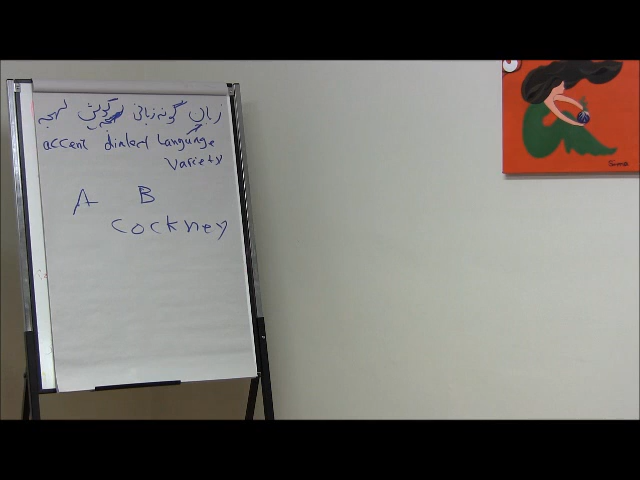 زبان گونه زبانی گویش لهجه
accent dialect Language
Variety
A B
Cockney